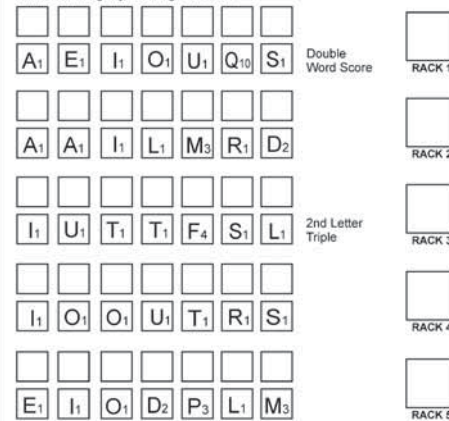 A1 E1 I1 O1 U1 Q10 S1 Double Word Score RACK 1
A1 A1 I1 L1 M3 R1 D2 RACK 2
I1 U1 T1 T1 F4 S1 L1 2nd Letter Triple RACK 3
I1 O1 O1 U1 T1 R1 S1 RACK 4
E1 I1 O1 D2 P3 L1 M3 RACK 5